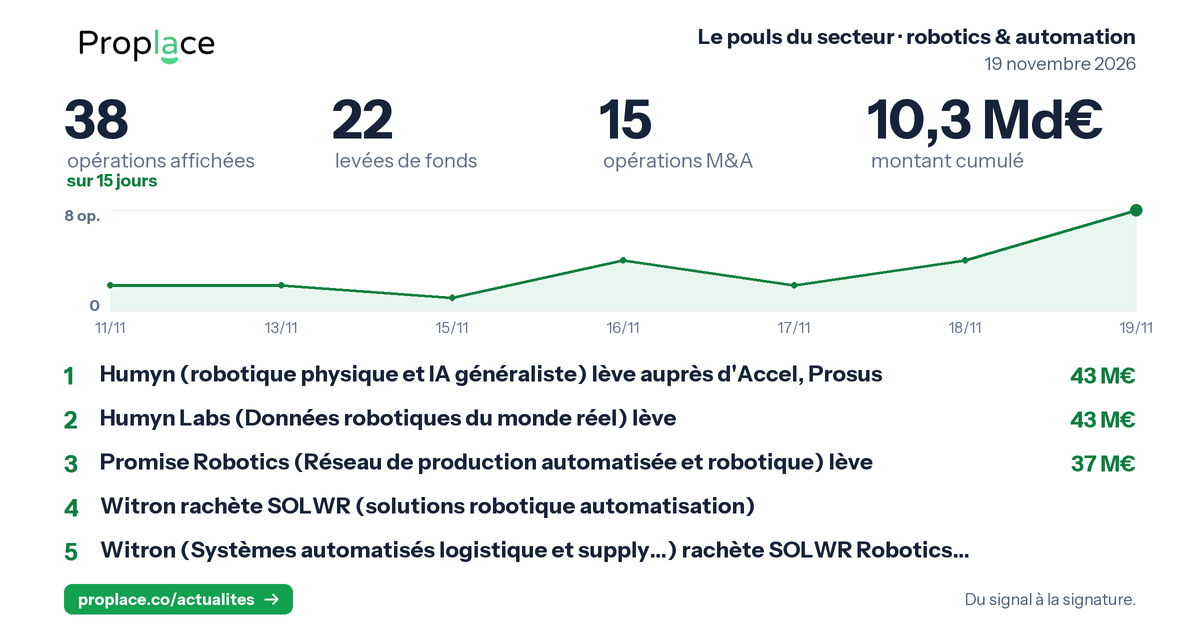 Proplace
Le pouls du secteur · robotics & automation
19 novembre 2026
38
opérations affichées
sur 15 jours
22
levées de fonds
15
opérations M&A
10,3 Md€
montant cumulé
8 op.
0
11/11
13/11
15/11
16/11
17/11
18/11
19/11
1 Humyn (robotique physique et IA généraliste) lève auprès d'Accel, Prosus 43 M€
2 Humyn Labs (Données robotiques du monde réel) lève 43 M€
3 Promise Robotics (Réseau de production automatisée et robotique) lève 37 M€
4 Witron rachète SOLWR (solutions robotique automatisation)
5 Witron (Systèmes automatisés logistique et supply...) rachète SOLWR Robotics...
proplace.co/actualites →
Du signal à la signature.